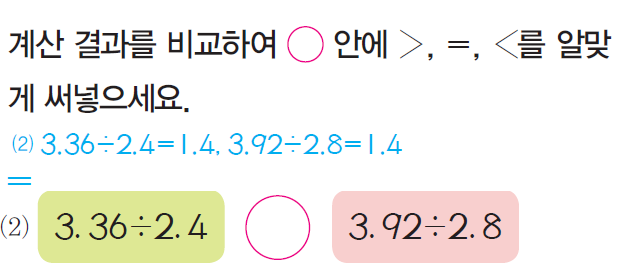 계산 결과를 비교하여 ○ 안에 >, =, <를 알맞
게 써넣으세요.
(2) 3.36÷2.4=1.4, 3.92÷2.8=1.4
=
(2) 3.36÷2.4 ○ 3.92÷2.8